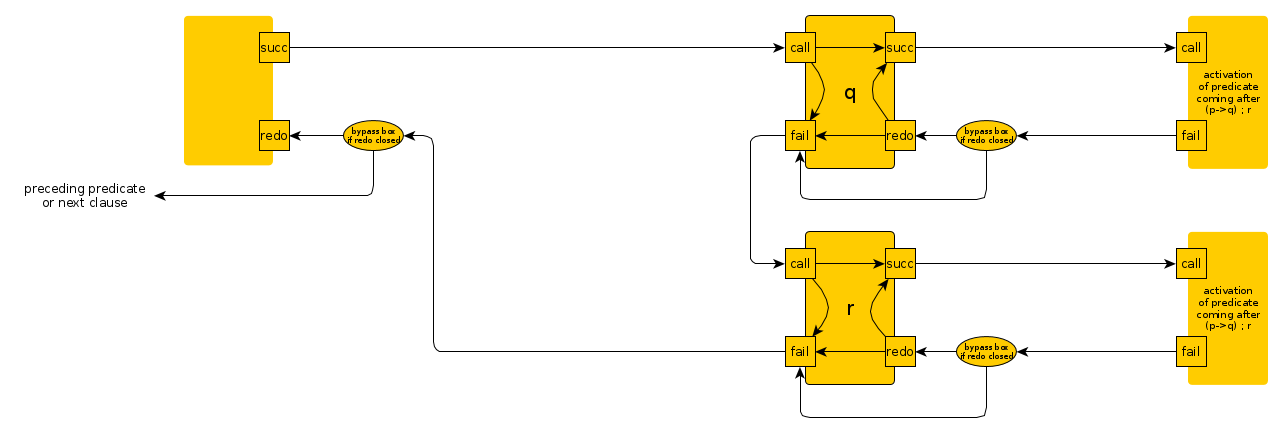 succ
call
succ
call
q
activation
of predicate
coming after
(p->q) ; r
redo
bypass box
if redo closed
fail
redo
bypass box
if redo closed
fail
preceding predicate
or next clause
call
succ
call
r
activation
of predicate
coming after
(p->q) ; r
fail
redo
bypass box
if redo closed
fail